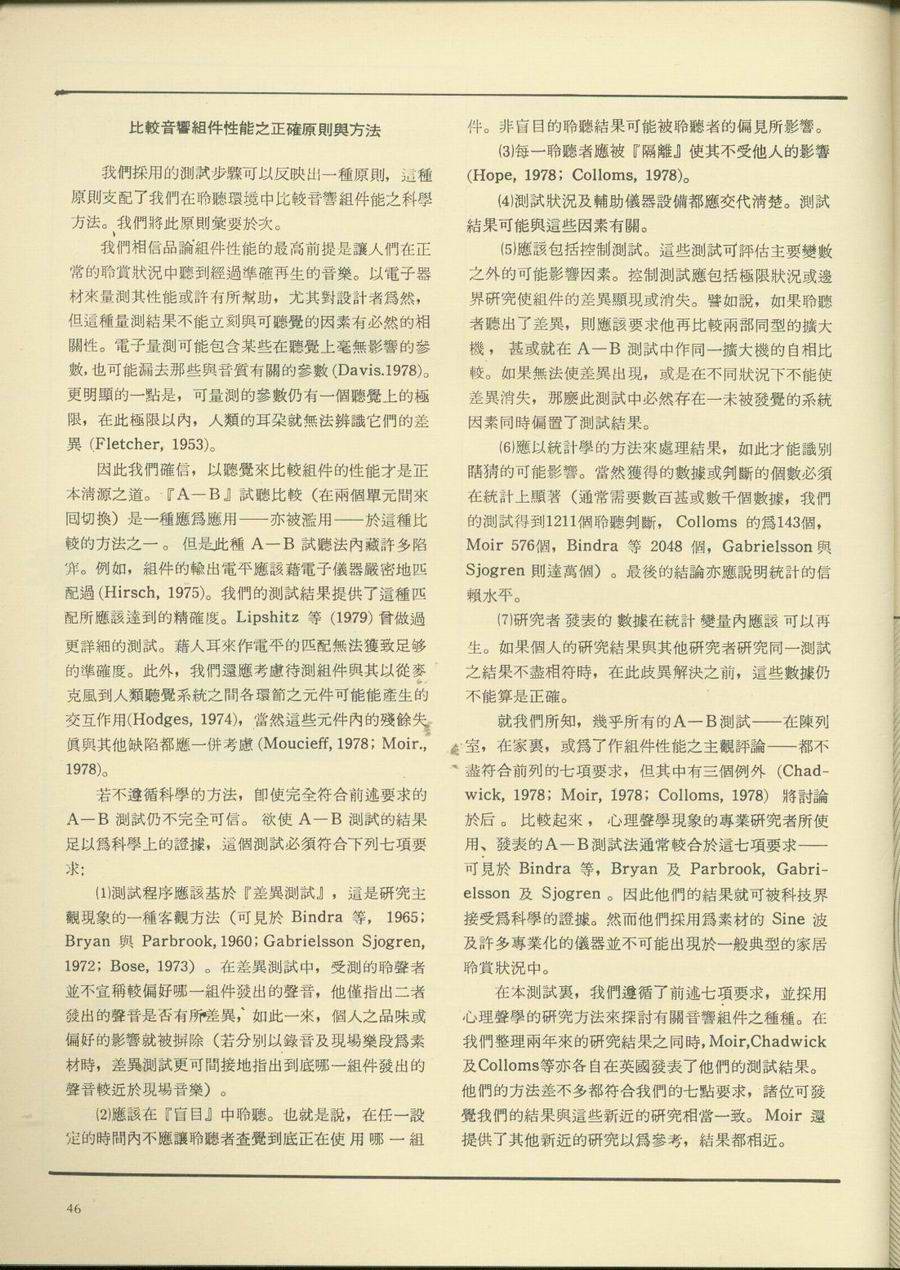 比較音響組件性能之正確原則與方法
我們採用的測試步驟可以反映出一種原則，這種
原則支配了我們在聆聽環境中比較音響組件能之科學
方法。我們將此原則彙要於次。
我們相信品論組件性能的最高前提是讓人們在正
常的聆賞狀況中聽到經過準確再生的音樂。以電子器
材來量測其性能或許有所幫助，尤其對設計者爲然，
但這種量測結果不能立刻與可聽覺的因素有必然的相
關性。電子量測可能包含某些在聽覺上毫無影響的參
數，也可能漏去那些與音質有關的參數 (Davis.1978)。
更明顯的一點是，可量測的參數仍有一個聽覺上的極
限，在此極限以內，人類的耳朶就無法辨識它們的差
異 (Fletcher, 1953)。
因此我們確信，以聽覺來比較組件的性能才是正
本清源之道。『A—B』試聽比較（在兩個單元間來
回切換）是一種應爲應用——亦被濫用——於這種比
較的方法之一。但是此種 A—B 試聽法內藏許多陷
穽。例如，組件的輸出電平應該藉電子儀器嚴密地匹
配過 (Hirsch, 1975)。我們的測試結果提供了這種匹
配所應該達到的精確度。Lipshitz 等 (1979) 曾做過
更詳細的測試。藉人耳來作電平的匹配無法獲致足够
的準確度。此外，我們還應考慮待測組件與其以從麥
克風到人類聽覺系統之間各環節之元件可能能產生的
交互作用(Hodges, 1974)，當然這些元件內的殘餘失
眞與其他缺陷都應一併考慮 (Moucieff, 1978; Moir.,
1978)。
若不遵循科學的方法，卽使完全符合前述要求的
A—B 測試仍不完全可信。欲使 A—B 測試的結果
足以爲科學上的證據，這個測試必須符合下列七項要
求：
⑴測試程序應該基於『差異測試』，這是研究主
觀現象的一種客觀方法（可見於 Bindra 等， 1965;
Bryan 與 Parbrook, 1960; Gabrielsson Sjogren,
1972; Bose, 1973）。在差異測試中，受測的聆聲者
並不宣稱較偏好哪一組件發出的聲音，他僅指出二者
發出的聲音是否有所差異，如此一來，個人之品味或
偏好的影響就被摒除（若分別以錄音及現場樂段爲素
材時，差異測試更可間接地指出到底哪一組件發出的
聲音較近於現場音樂）。
⑵應該在『盲目』中聆聽。也就是說，在任一設
定的時間內不應讓聆聽者查覺到底正在使用哪一組
件。非盲目的聆聽結果可能被聆聽者的偏見所影響。
⑶每一聆聽者應被『隔離』使其不受他人的影響
(Hope, 1978; Colloms, 1978)。
⑷測試狀況及輔助儀器設備都應交代清楚。測試
結果可能與這些因素有關。
⑸應該包括控制測試。這些測試可評估主要變數
之外的可能影響因素。控制測試應包括極限狀況或邊
界研究使組件的差異顯現或消失。譬如說，如果聆聽
者聽出了差異，則應該要求他再比較兩部同型的擴大
機，甚或就在 A—B 測試中作同一擴大機的自相比
較。如果無法使差異出現，或是在不同狀況下不能使
差異消失，那麼此測試中必然存在一未被發覺的系統
因素同時偏置了測試結果。
⑹應以統計學的方法來處理結果，如此才能識別
瞎猜的可能影響。當然獲得的數據或判斷的個數必須
在統計上顯著（通常需要數百甚或數千個數據，我們
的測試得到1211個聆聽判斷， Colloms 的爲143個，
Moir 576個，Bindra 等 2048 個，Gabrielsson 與
Sjogren 則達萬個）。最後的結論亦應說明統計的信
賴水平。
⑺研究者發表的數據在統計變量內應該可以再
生。如果個人的研究結果與其他研究者研究同一測試
之結果不盡相符時，在此歧異解決之前，這些數據仍
不能算是正確。
就我們所知，幾乎所有的A—B測試——在陳列
室，在家裏，或爲了作組件性能之主觀評論——都不
盡符合前列的七項要求，但其中有三個例外 (Chad-
wick, 1978; Moir, 1978; Colloms, 1978) 將討論
於后。比較起來，心理聲學現象的專業研究者所使
用、發表的A—B測試法通常較合於這七項要求——
可見於 Bindra 等，Bryan 及 Parbrook, Gabri-
elsson 及 Sjogren 。因此他們的結果就可被科技界
接受爲科學的證據。然而他們採用爲素材的 Sine 波
及許多專業化的儀器並不可能出現於一般典型的家居
聆賞狀況中。
在本測試裏，我們遵循了前述七項要求，並採用
心理聲學的研究方法來探討有關音響組件之種種。在
我們整理兩年來的研究結果之同時，Moir,Chadwick
及Colloms等亦各自在英國發表了他們的測試結果。
他們的方法差不多都符合我們的七點要求，諸位可發
覺我們的結果與這些新近的研究相當一致。 Moir 還
提供了其他新近的研究以爲參考，結果都相近。
46